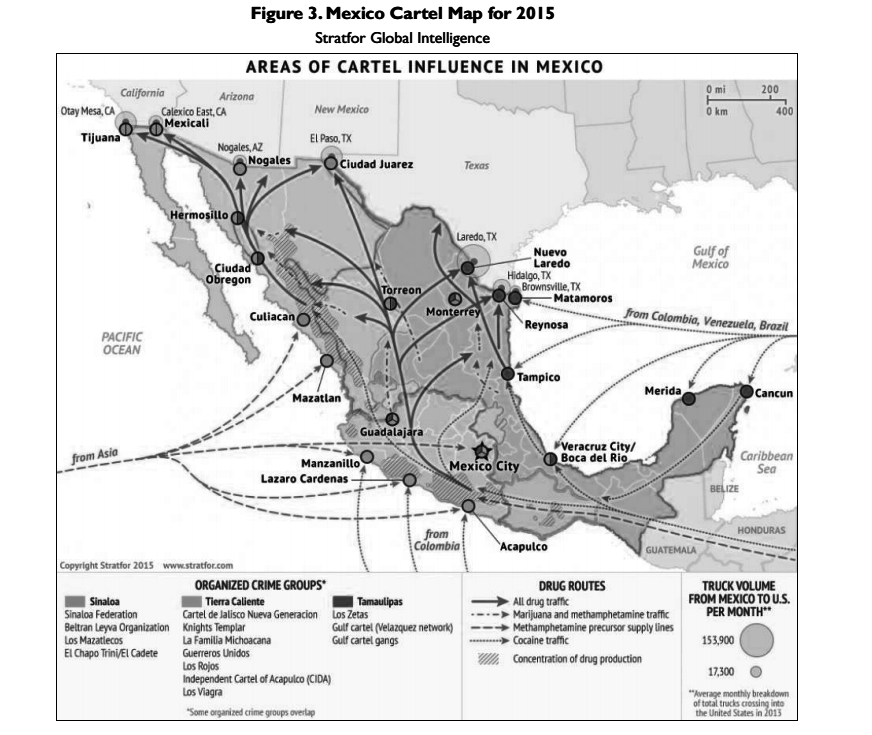 Figure 3. Mexico Cartel Map for 2015
Stratfor Global Intelligence
AREAS OF CARTEL INFLUENCE IN MEXICO
California
Arizona
New Mexico
Texas
0 mi 200
0 km 400
Otay Mesa, CA
Calexico East, CA
Tijuana
Mexicali
Nogales, AZ
Nogales
El Paso, TX
Ciudad Juarez
Hermosillo
Laredo, TX
Nuevo
Laredo
Gulf of
Mexico
Ciudad
Obregon
Hidalgo, TX
Brownsville, TX
Torreon
Monterrey
Matamoros
Reynosa
from Colombia, Venezuela, Brazil
Culiacan
PACIFIC
OCEAN
Mazatlan
Tampico
Merida
Cancun
Guadalajara
from Asia
Manzanillo
Mexico City
Veracruz City/
Boca del Rio
Caribbean
Sea
Lazaro Cardenas
BELIZE
from
Colombia
Acapulco
HONDURAS
GUATEMALA
Copyright Stratfor 2015 www.stratfor.com
ORGANIZED CRIME GROUPS*
Sinaloa
Sinaloa Federation
Beltran Leyva Organization
Los Mazatlecos
El Chapo Trini/El Cadete
Tierra Caliente
Cartel de Jalisco Nueva Generacion
Knights Templar
La Familia Michoacana
Guerreros Unidos
Los Rojos
Independent Cartel of Acapulco (CIDA)
Los Viagra
Tamaulipas
Los Zetas
Gulf cartel (Velazquez network)
Gulf cartel gangs
*Some organized crime groups overlap
DRUG ROUTES
All drug traffic
Marijuana and methamphetamine traffic
Methamphetamine precursor supply lines
Cocaine traffic
Concentration of drug production
TRUCK VOLUME
FROM MEXICO TO U.S.
PER MONTH**
153,900
17,300
**Average monthly breakdown
of total trucks crossing into
the United States in 2013